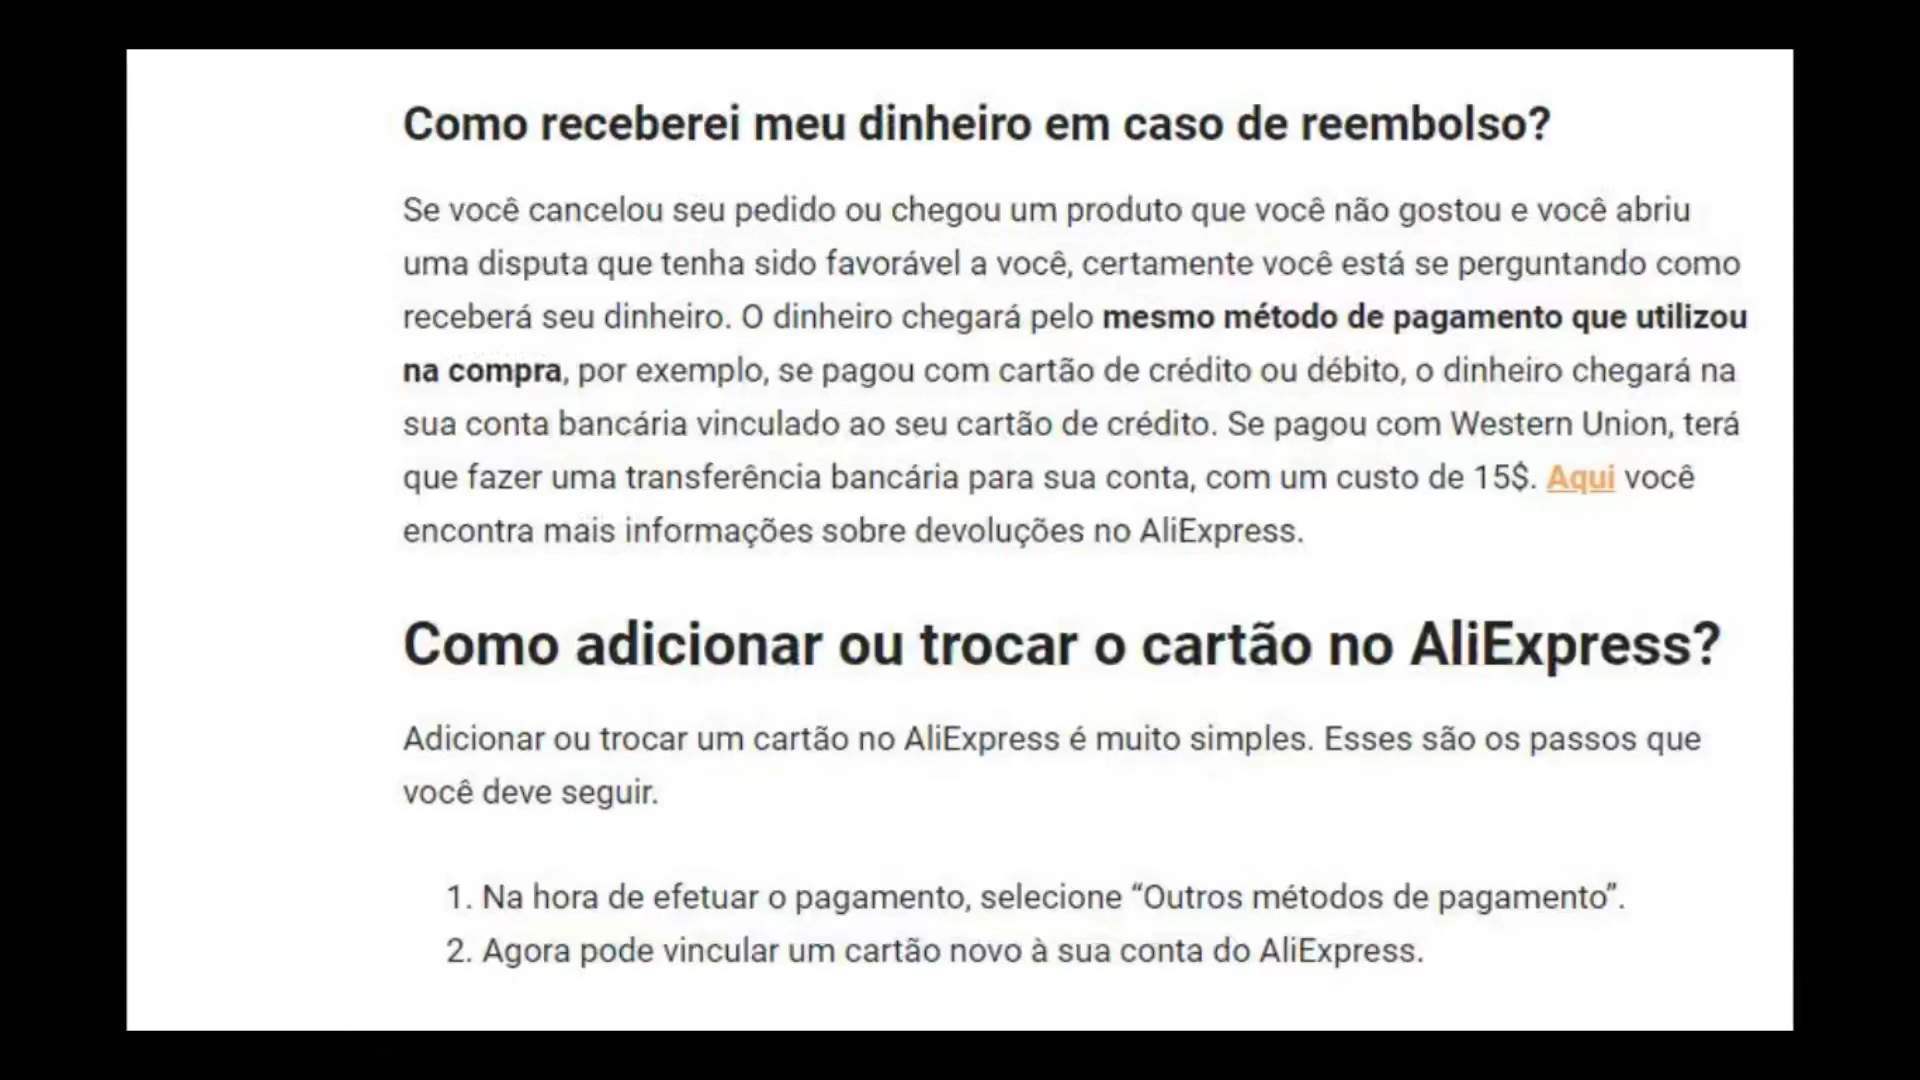 Como receberei meu dinheiro em caso de reembolso?
Se você cancelou seu pedido ou chegou um produto que você não gostou e você abriu
uma disputa que tenha sido favorável a você, certamente você está se perguntando como
receberá seu dinheiro. O dinheiro chegará pelo mesmo método de pagamento que utilizou
na compra, por exemplo, se pagou com cartão de crédito ou débito, o dinheiro chegará na
sua conta bancária vinculado ao seu cartão de crédito. Se pagou com Western Union, terá
que fazer uma transferência bancária para sua conta, com um custo de 15$. Aqui você
encontra mais informações sobre devoluções no AliExpress.
Como adicionar ou trocar o cartão no AliExpress?
Adicionar ou trocar um cartão no AliExpress é muito simples. Esses são os passos que
você deve seguir.
1. Na hora de efetuar o pagamento, selecione “Outros métodos de pagamento”.
2. Agora pode vincular um cartão novo à sua conta do AliExpress.